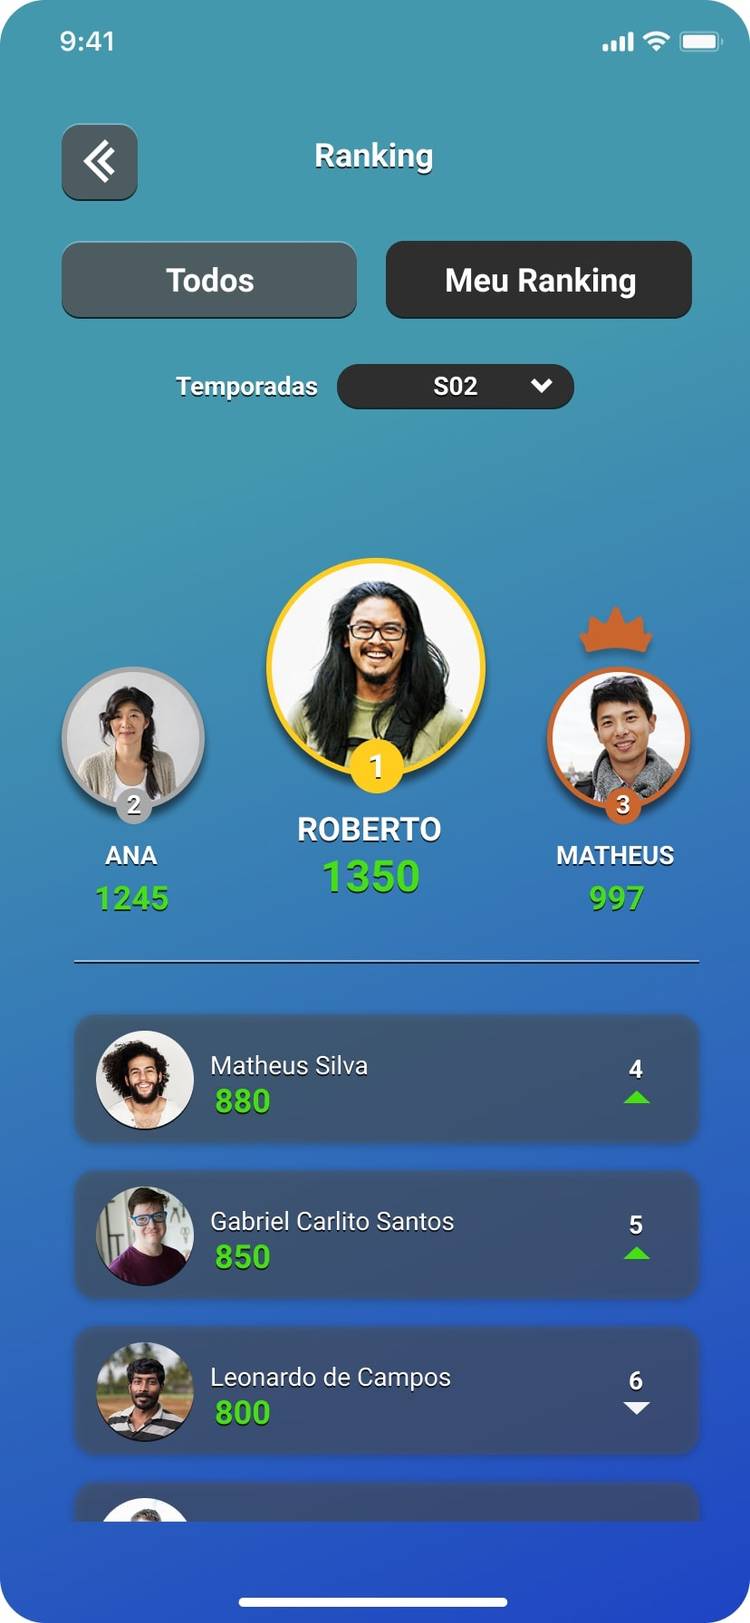 9:41
Ranking
Todos
Meu Ranking
Temporadas
S02
1
2
3
ROBERTO
1350
ANA
1245
MATHEUS
997
Matheus Silva
880
4
Gabriel Carlito Santos
850
5
Leonardo de Campos
800
6